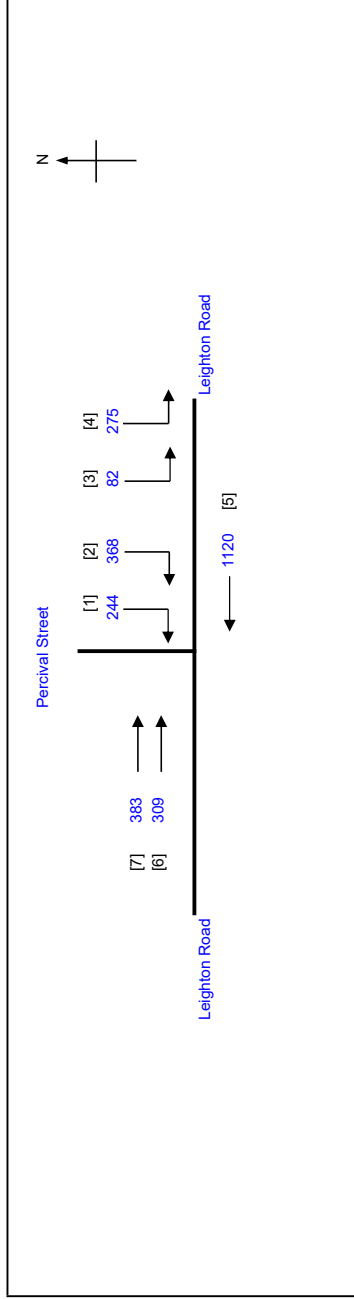 N
Percival Street
[1] [2] [3] [4]
244 368 82 275
[7] 383
[6] 309
Leighton Road
Leighton Road
1120 [5]